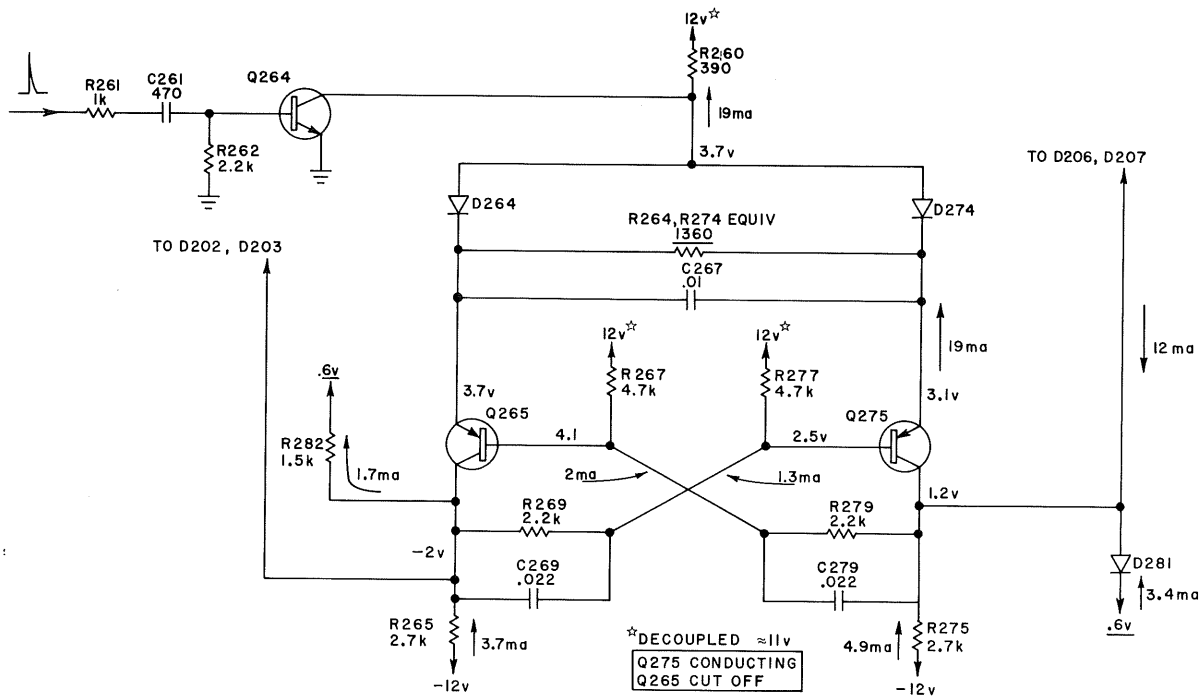 12v☆
R260
390
19ma
3.7v
R261
1k
C261
470
Q264
R262
2.2k
TO D206, D207
D264
D274
R264, R274 EQUIV
1360
TO D202, D203
C267
.01
12v☆
12v☆
19ma
12 ma
R267
4.7k
R277
4.7k
.6v
3.7v
3.1v
Q265
Q275
R282
1.5k
4.1
2.5v
1.7ma
2ma
1.3ma
1.2v
R269
2.2k
R279
2.2k
-2v
C269
.022
C279
.022
D281
3.4ma
.6v
R265
2.7k
3.7ma
☆DECOUPLED ≈11v
Q275 CONDUCTING
Q265 CUT OFF
4.9ma
R275
2.7k
-12v
-12v